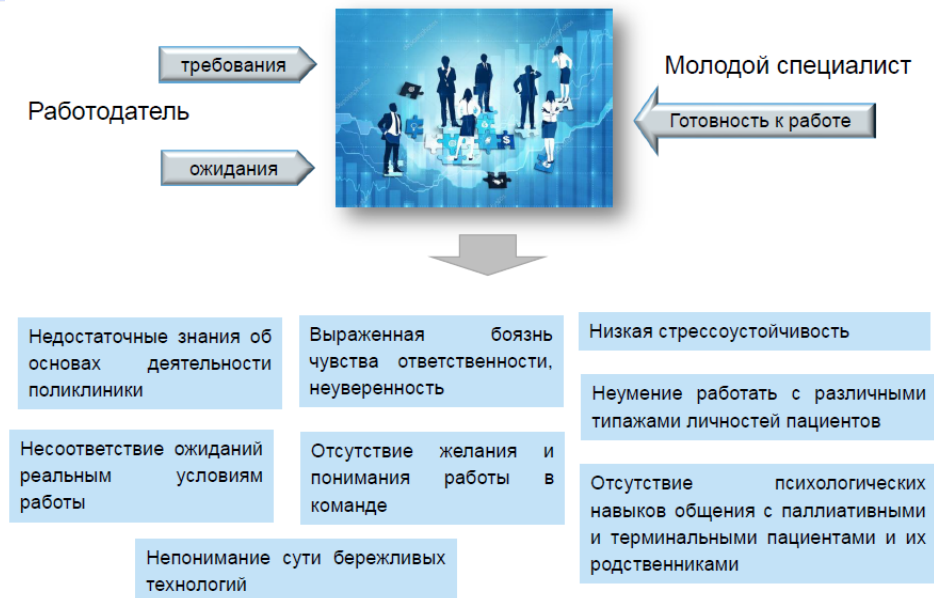 требования
Работодатель
ожидания
Молодой специалист
Готовность к работе
Недостаточные знания об
основах деятельности
поликлиники
Выраженная боязнь
чувства ответственности,
неуверенность
Низкая стрессоустойчивость
Неумение работать с различными
типажами личностей пациентов
Несоответствие ожиданий
реальным условиям
работы
Отсутствие желания и
понимания работы в
команде
Отсутствие психологических
навыков общения с паллиативными
и терминальными пациентами и их
родственниками
Непонимание сути бережливых
технологий